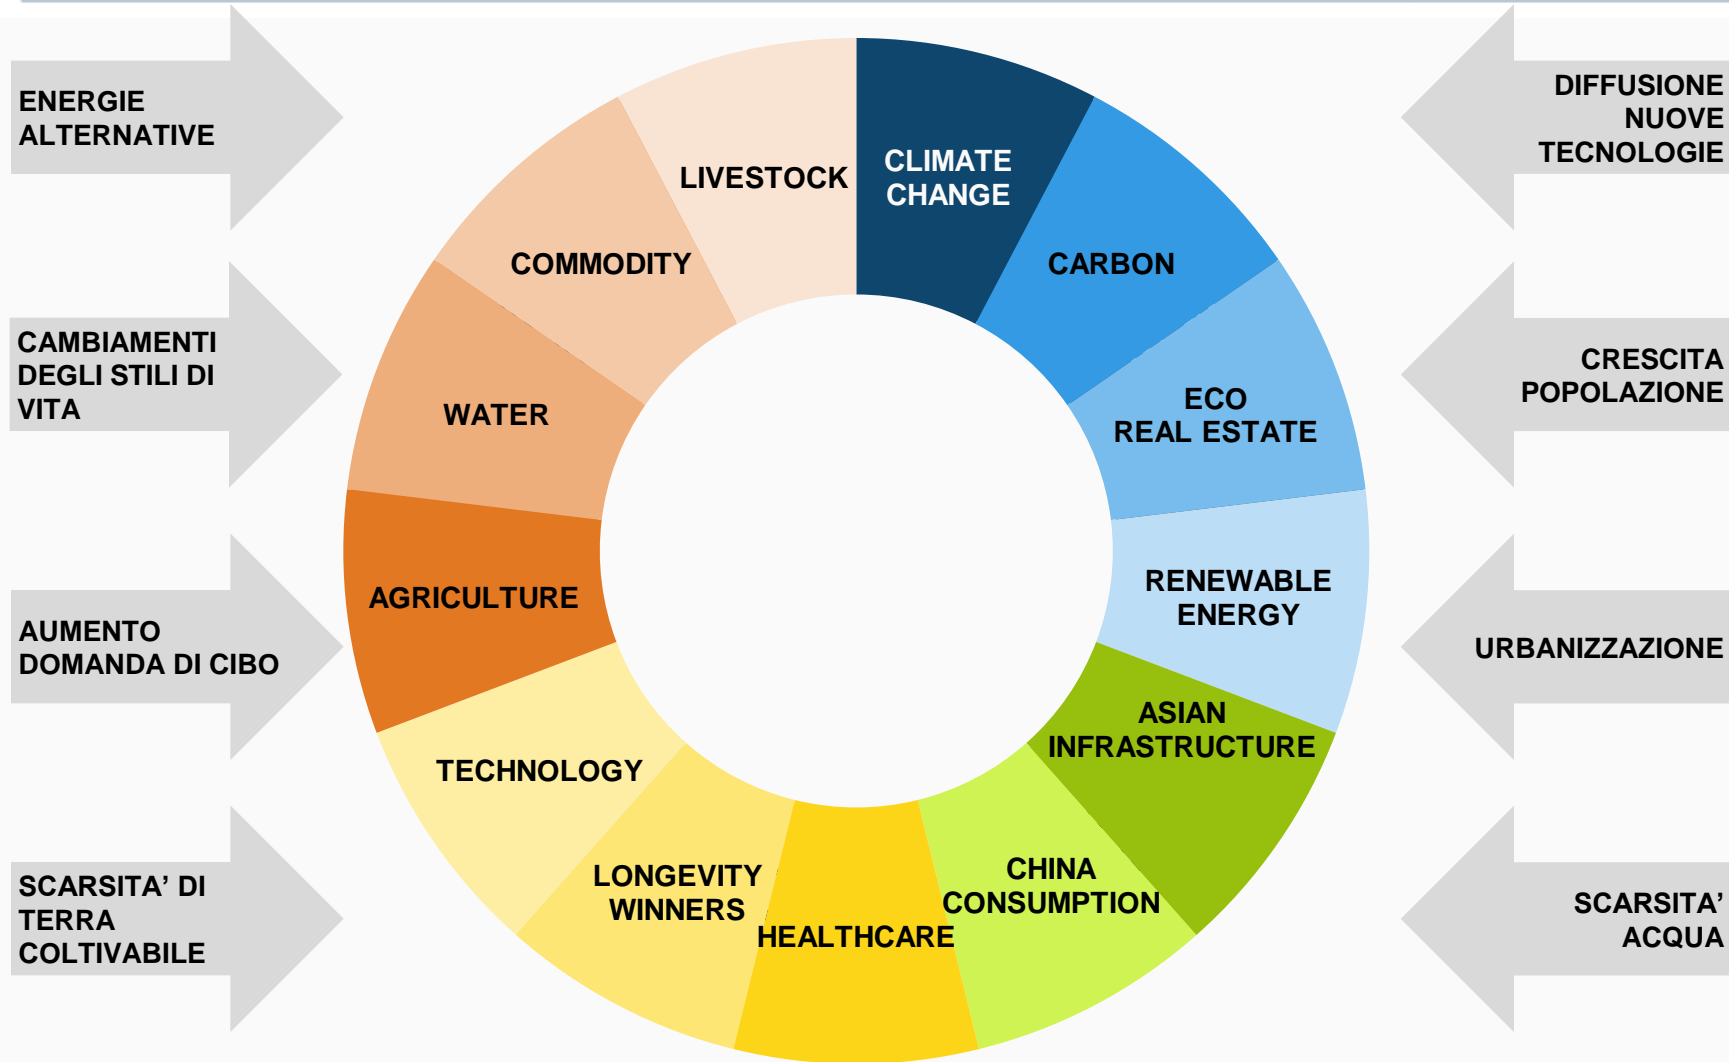 ENERGIE
ALTERNATIVE
CAMBIAMENTI
DEGLI STILI DI
VITA
AUMENTO
DOMANDA DI CIBO
SCARSITA’ DI
TERRA
COLTIVABILE
LIVESTOCK
CLIMATE
CHANGE
COMMODITY
CARBON
WATER
ECO
REAL ESTATE
AGRICULTURE
RENEWABLE
ENERGY
TECHNOLOGY
ASIAN
INFRASTRUCTURE
LONGEVITY
WINNERS
HEALTHCARE
CHINA
CONSUMPTION
DIFFUSIONE
NUOVE
TECNOLOGIE
CRESCITA
POPOLAZIONE
URBANIZZAZIONE
SCARSITA’
ACQUA